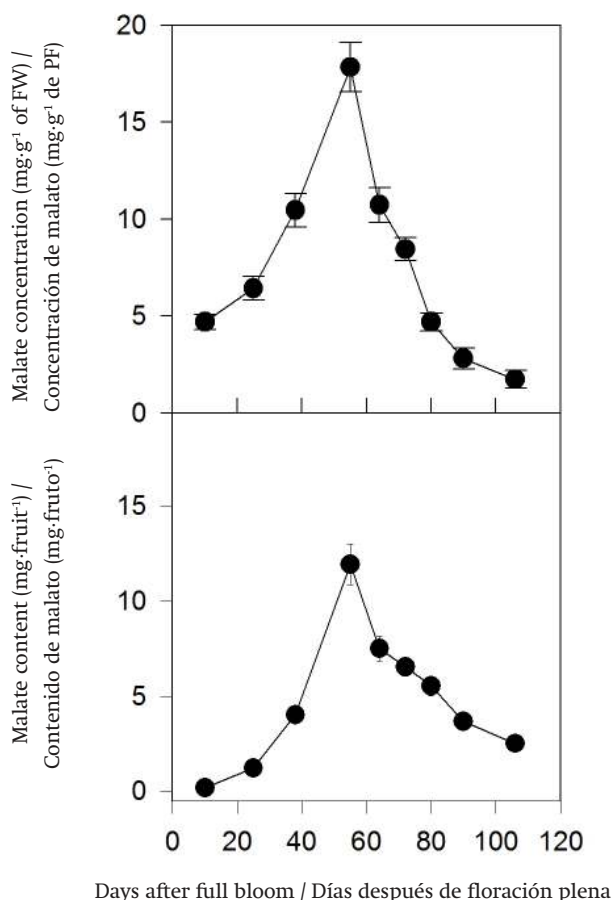 Malate concentration (mg·g⁻¹ of FW) /
Concentración de malato (mg·g⁻¹ de PF)
20
15
10
5
0
Malate content (mg·fruit⁻¹) /
Contenido de malato (mg·fruto⁻¹)
15
10
5
0
0 20 40 60 80 100 120
Days after full bloom / Días después de floración plena